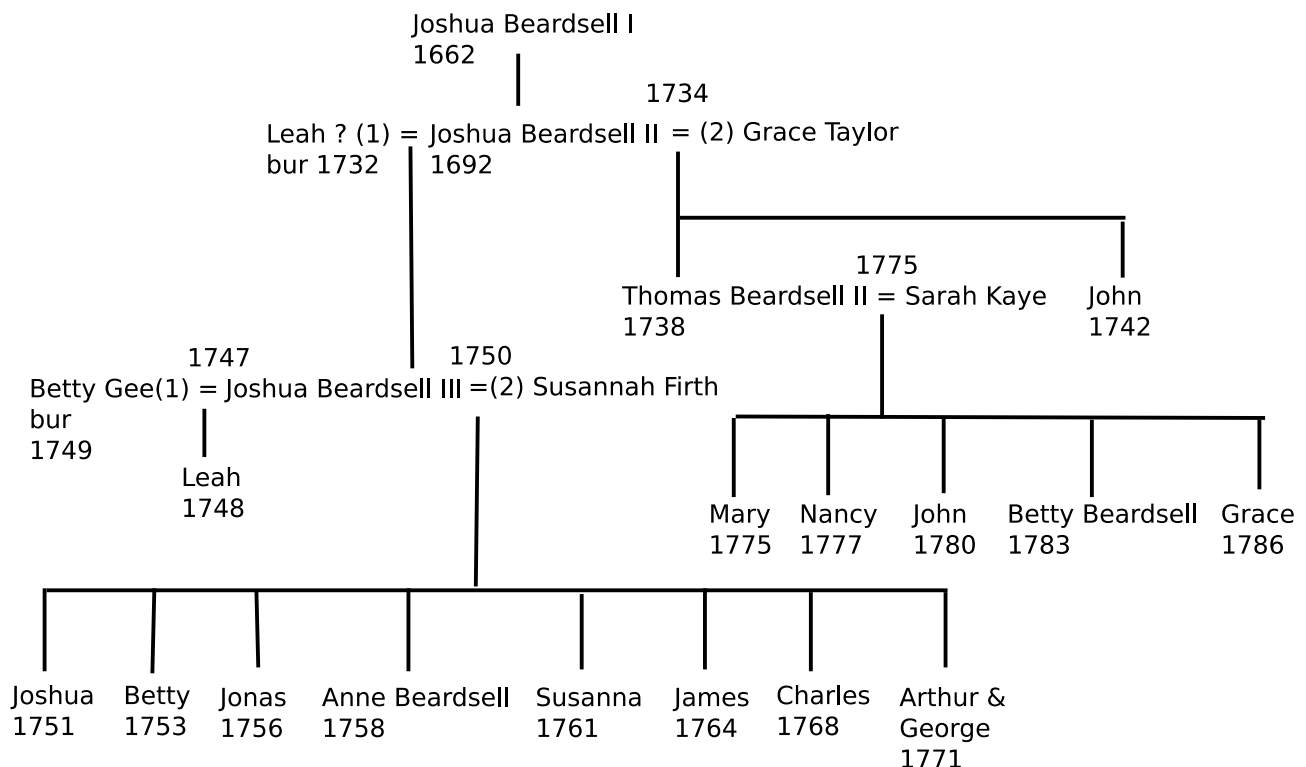 Joshua Beardsell I
1662
1734
Leah ? (1) = Joshua Beardsell II = (2) Grace Taylor
bur 1732 1692
1775
Thomas Beardsell II = Sarah Kaye John
1738 1742
1747 1750
Betty Gee(1) = Joshua Beardsell III =(2) Susannah Firth
bur
1749
Leah
1748
Mary Nancy John Betty Beardsell Grace
1775 1777 1780 1783 1786
Joshua Betty Jonas Anne Beardsell Susanna James Charles Arthur &
1751 1753 1756 1758 1761 1764 1768 George
1771